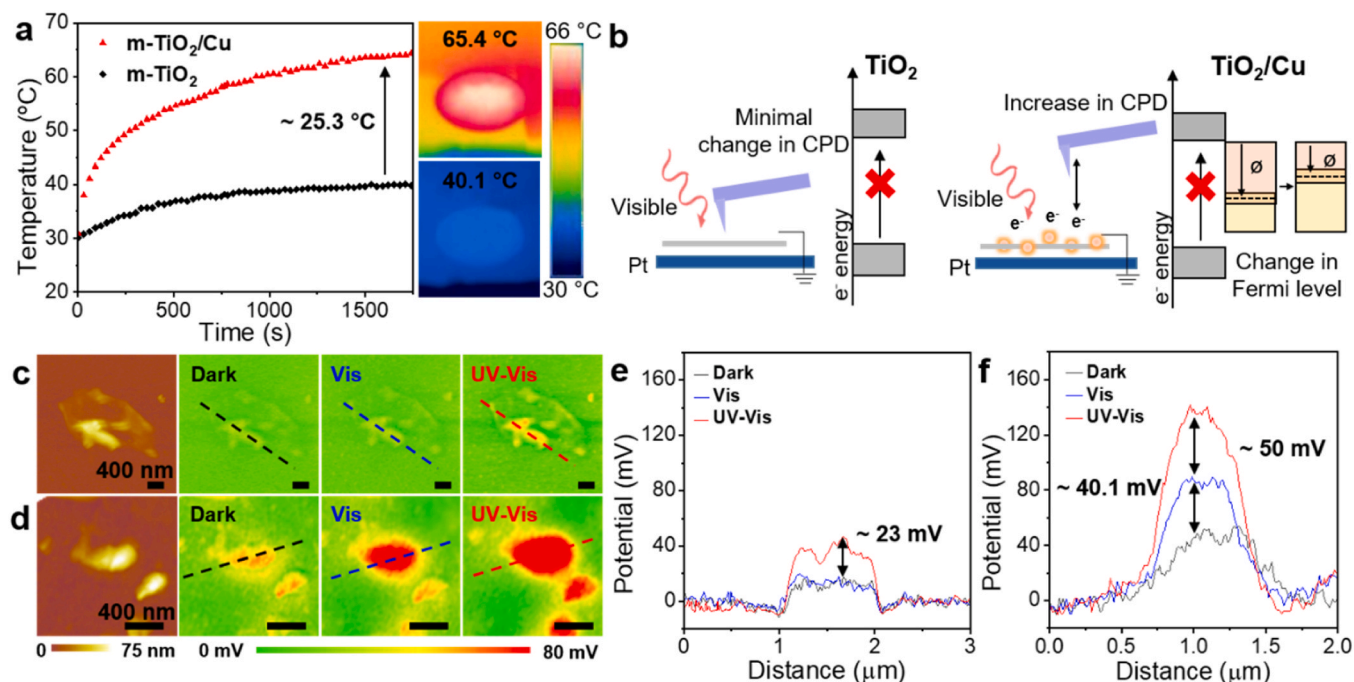 a
70
60
50
40
30
20
Temperature (ºC)
m-TiO2/Cu
m-TiO2
~ 25.3 °C
0
500
1000
1500
Time (s)
65.4 °C
40.1 °C
66 °C
30 °C
b
TiO2
Minimal
change in CPD
Visible
Pt
e- energy
TiO2/Cu
Increase in CPD
Visible
e-
e-
e-
Pt
e- energy
ø
ø
Change in
Fermi level
c
400 nm
Dark
Vis
UV-Vis
d
400 nm
Dark
Vis
UV-Vis
0
75 nm
0 mV
80 mV
e
160
120
80
40
0
Potential (mV)
Dark
Vis
UV-Vis
~ 23 mV
0
1
2
3
Distance (μm)
f
160
120
80
40
0
Potential (mV)
Dark
Vis
UV-Vis
~ 50 mV
~ 40.1 mV
0.0
0.5
1.0
1.5
2.0
Distance (μm)